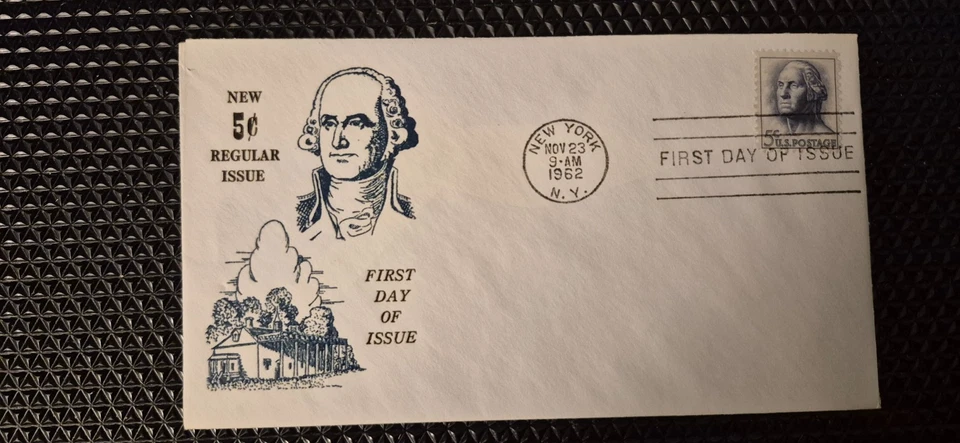 NEW
5¢
REGULAR
ISSUE
FIRST
DAY
OF
ISSUE
NEW YORK
NOV 23
9-AM
1962
N.Y.
5¢ U.S. POSTAGE
FIRST DAY OF ISSUE